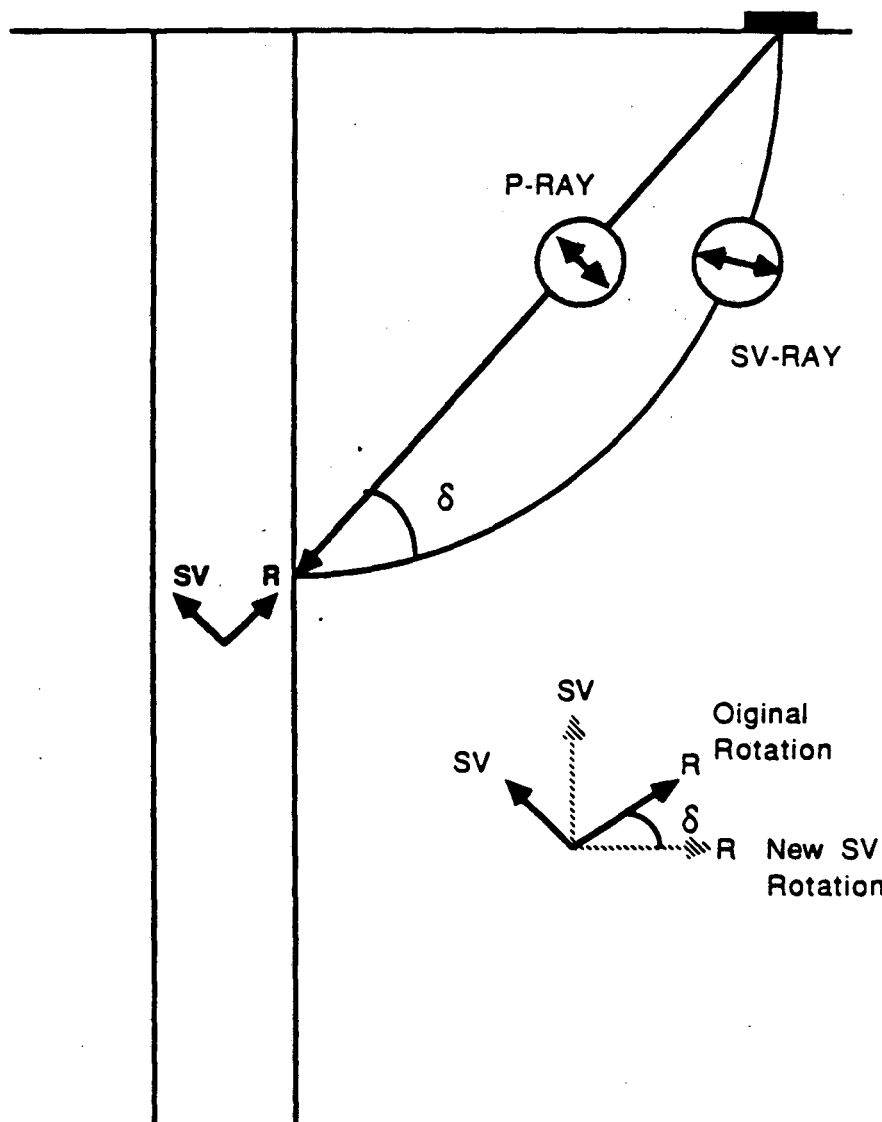 P-RAY
SV-RAY
δ
SV R
SV
Oiginal
Rotation
SV
R
δ
R New SV
Rotation